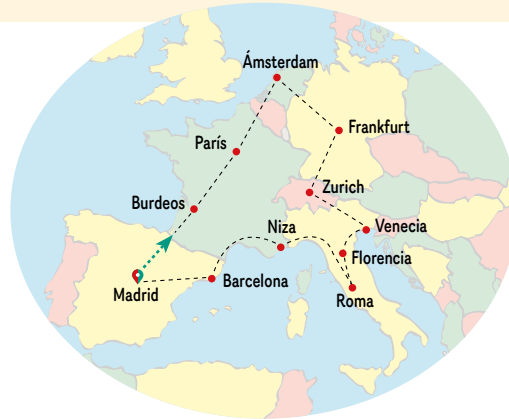 Ámsterdam
Frankfurt
París
Zurich
Burdeos
Niza
Venecia
Florencia
Madrid
Barcelona
Roma